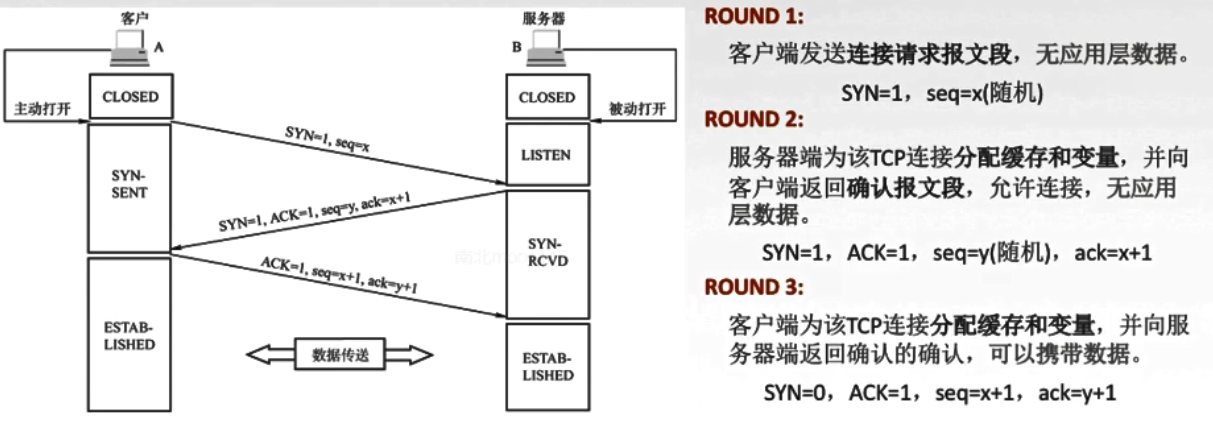 客户
A
服务器
B
主动打开
被动打开
CLOSED
CLOSED
SYN=1, seq=x
SYN-
SENT
LISTEN
SYN=1, ACK=1, seq=y, ack=x+1
SYN-
RCVD
ACK=1, seq=x+1, ack=y+1
ESTAB-
LISHED
数据传送
ESTAB-
LISHED
ROUND 1:
客户端发送连接请求报文段，无应用层数据。
SYN=1，seq=x(随机)
ROUND 2:
服务器端为该TCP连接分配缓存和变量，并向
客户端返回确认报文段，允许连接，无应用
层数据。
SYN=1，ACK=1，seq=y(随机)，ack=x+1
ROUND 3:
客户端为该TCP连接分配缓存和变量，并向服
务器端返回确认的确认，可以携带数据。
SYN=0，ACK=1，seq=x+1，ack=y+1